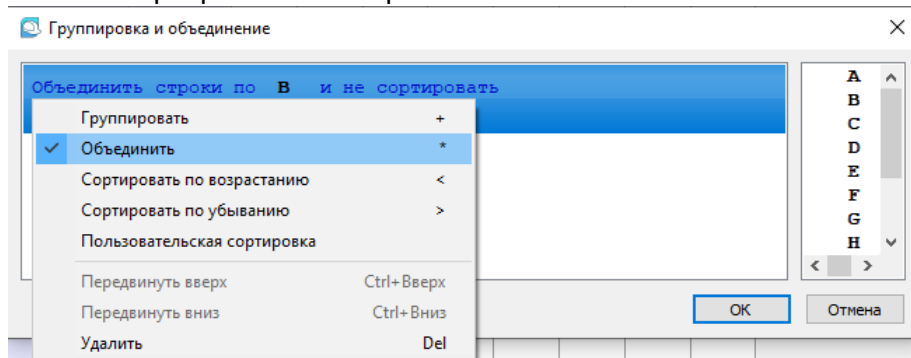 Группировка и объединение
Объединить строки по B и не сортировать
Группировать +
Объединить *
Сортировать по возрастанию <
Сортировать по убыванию >
Пользовательская сортировка
Передвинуть вверх Ctrl+Вверх
Передвинуть вниз Ctrl+Вниз
Удалить Del
A
B
C
D
E
F
G
H
ОК
Отмена